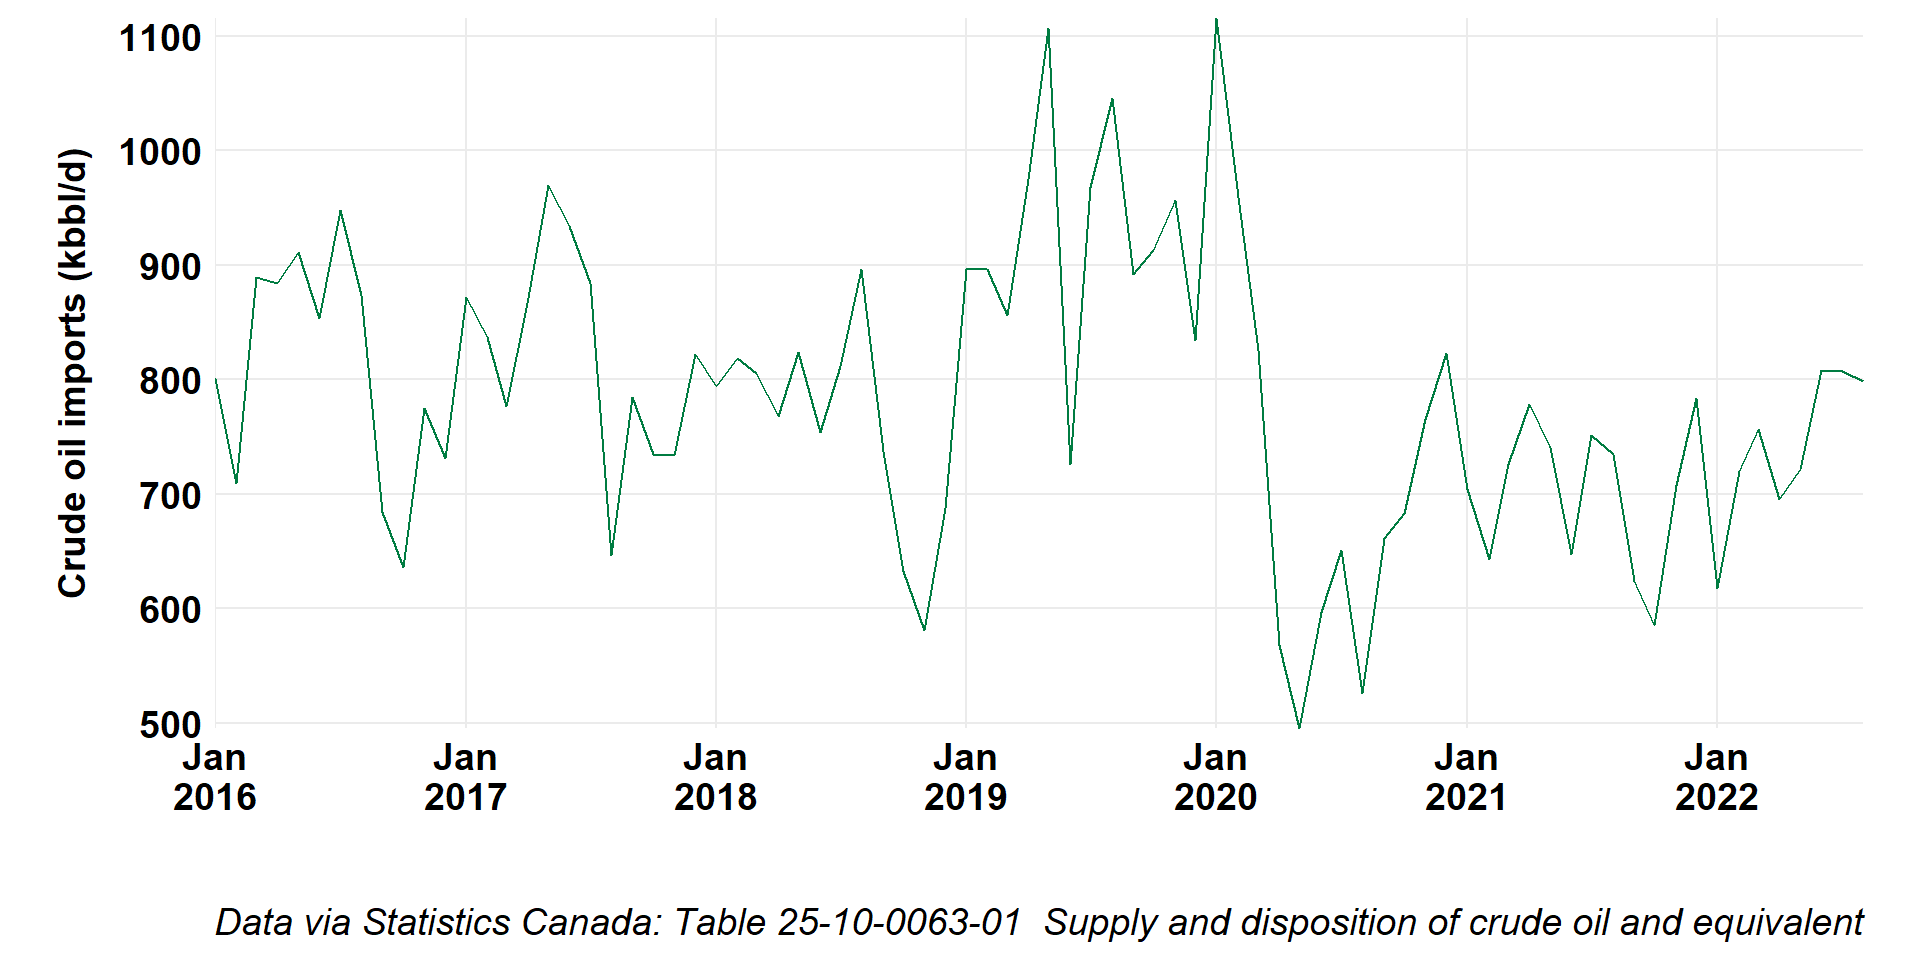 Crude oil imports (kbbl/d)
1100
1000
900
800
700
600
500
Jan Jan Jan Jan Jan Jan Jan
2016 2017 2018 2019 2020 2021 2022
Data via Statistics Canada: Table 25-10-0063-01  Supply and disposition of crude oil and equivalent